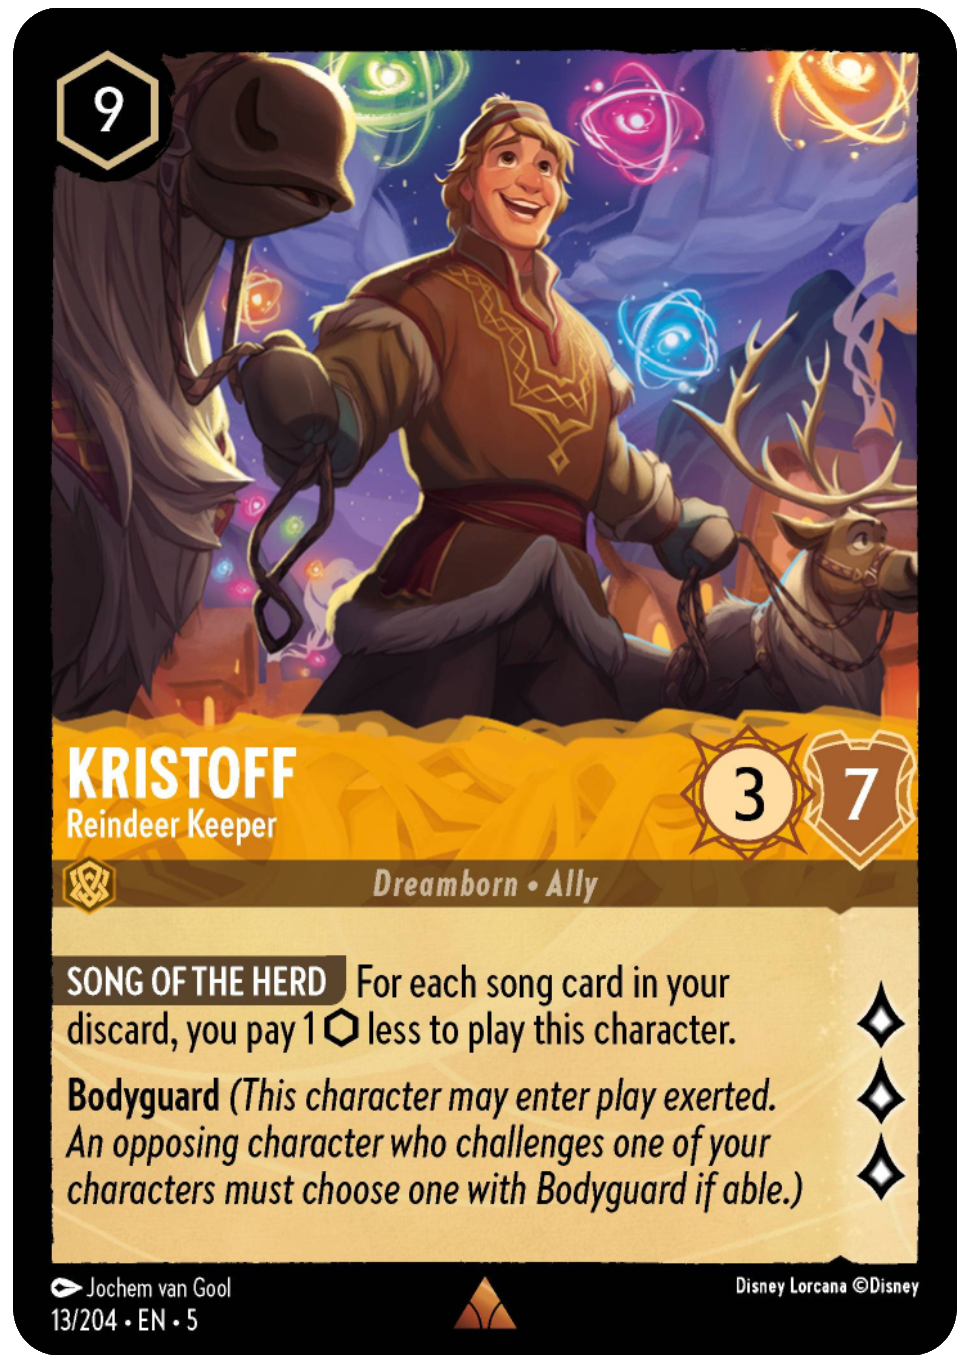 9
KRISTOFF
Reindeer Keeper
3
7
Dreamborn • Ally
SONG OF THE HERD For each song card in your
discard, you pay 1 ⬡ less to play this character.
Bodyguard (This character may enter play exerted.
An opposing character who challenges one of your
characters must choose one with Bodyguard if able.)
Jochem van Gool
Disney Lorcana ©Disney
13/204 • EN • 5